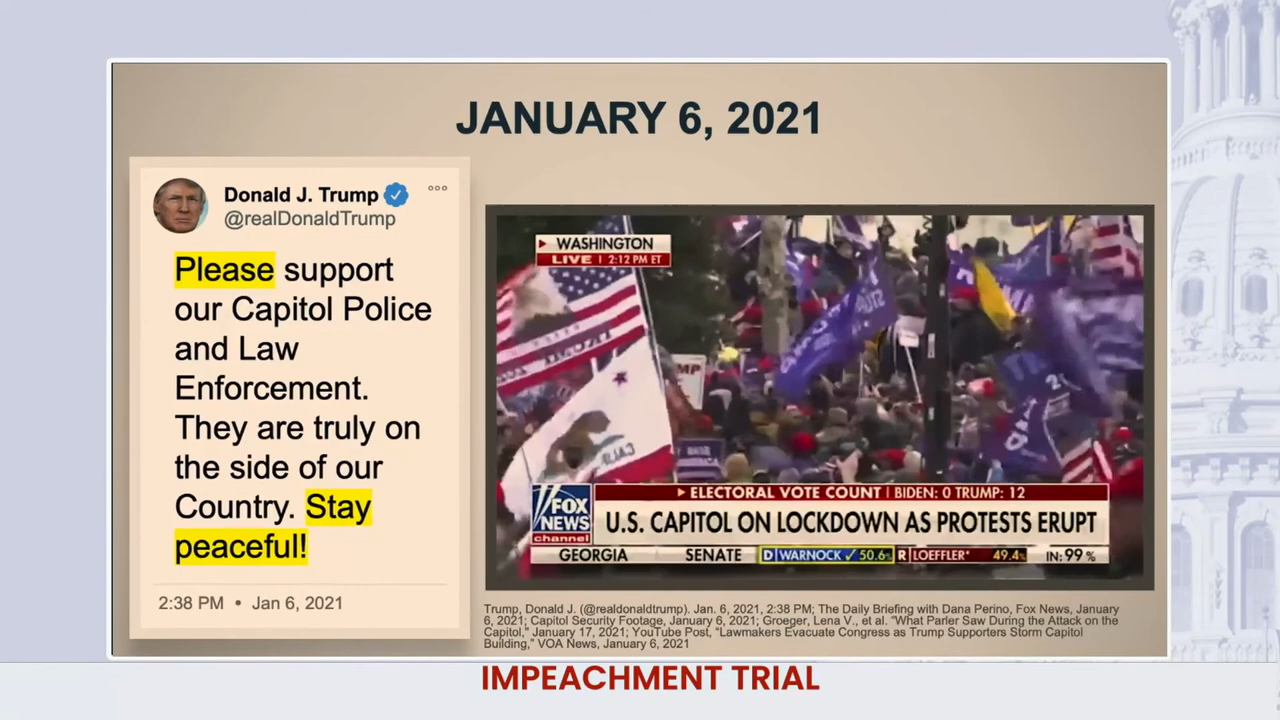 JANUARY 6, 2021
Donald J. Trump
@realDonaldTrump
Please support
our Capitol Police
and Law
Enforcement.
They are truly on
the side of our
Country. Stay
peaceful!
2:38 PM • Jan 6, 2021
WASHINGTON
LIVE | 2:12 PM ET
ELECTORAL VOTE COUNT | BIDEN: 0 TRUMP: 12
FOX
NEWS
channel
U.S. CAPITOL ON LOCKDOWN AS PROTESTS ERUPT
GEORGIA SENATE D|WARNOCK ✓ 50.6% R|LOEFFLER* 49.4% IN: 99%
Trump, Donald J. (@realdonaldtrump). Jan. 6, 2021, 2:38 PM; The Daily Briefing with Dana Perino, Fox News, January
6, 2021; Capitol Security Footage, January 6, 2021; Groeger, Lena V., et al. “What Parler Saw During the Attack on the
Capitol,” January 17, 2021; YouTube Post, “Lawmakers Evacuate Congress as Trump Supporters Storm Capitol
Building,” VOA News, January 6, 2021
IMPEACHMENT TRIAL